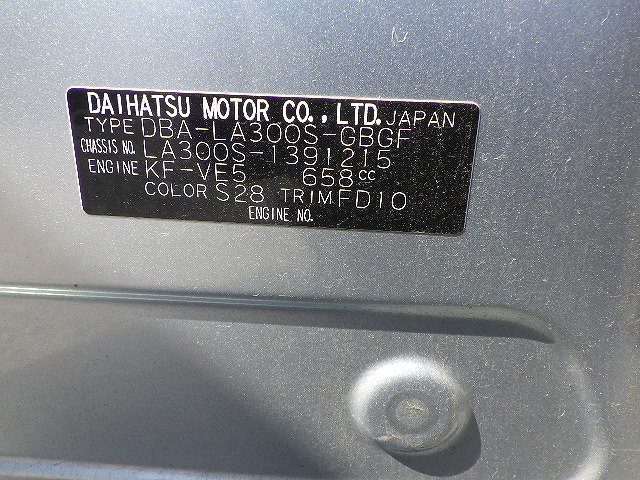 DAIHATSU MOTOR CO., LTD. JAPAN
TYPE DBA-LA300S-GBGF
CHASSIS NO. LA300S-1391215
ENGINE KF-VE5 658cc
COLOR S28 TRIM FD10
ENGINE NO.